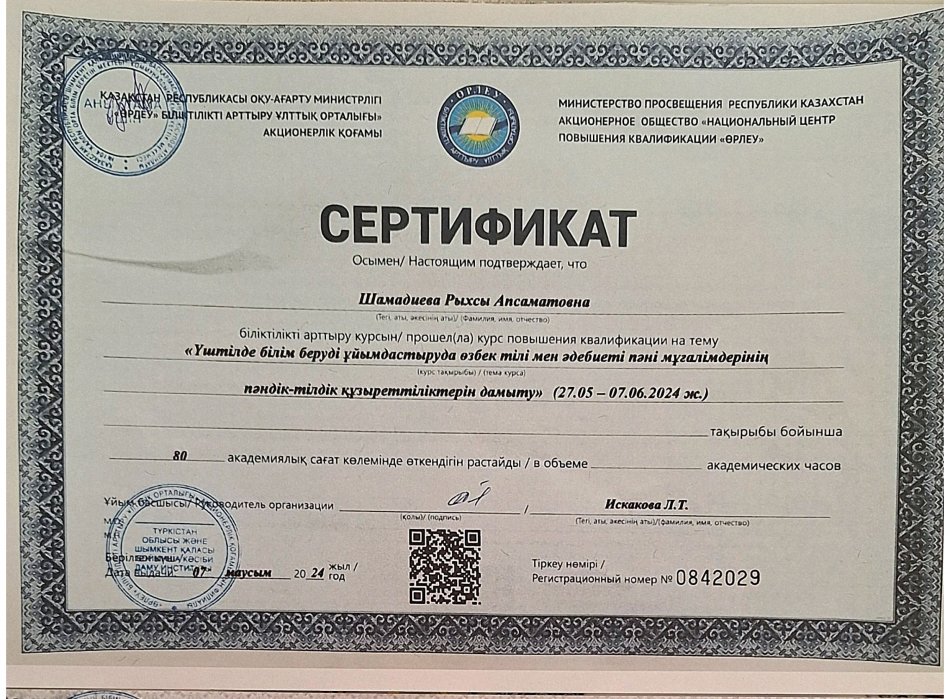 ҚАЗАҚСТАН РЕСПУБЛИКАСЫ ОҚУ-АҒАРТУ МИНИСТРЛІГІ
«ӨРЛЕУ» БІЛІКТІЛІКТІ АРТТЫРУ ҰЛТТЫҚ ОРТАЛЫҒЫ»
АКЦИОНЕРЛІК ҚОҒАМЫ
ӨРЛЕУ
МИНИСТЕРСТВО ПРОСВЕЩЕНИЯ РЕСПУБЛИКИ КАЗАХСТАН
АКЦИОНЕРНОЕ ОБЩЕСТВО «НАЦИОНАЛЬНЫЙ ЦЕНТР
ПОВЫШЕНИЯ КВАЛИФИКАЦИИ «ӨРЛЕУ»
СЕРТИФИКАТ
Осымен/ Настоящим подтверждает, что
Шамадиева Рыхсы Апсаматовна
(Тегі, аты, әкесінің аты)/ (Фамилия, имя, отчество)
біліктілікті арттыру курсын/ прошел(ла) курс повышения квалификации на тему
«Үштілде білім беруді ұйымдастыруда өзбек тілі мен әдебиеті пәні мұғалімдерінің
(курс тақырыбы) / (тема курса)
пәндік-тілдік құзыреттіліктерін дамыту» (27.05 – 07.06.2024 ж.)
тақырыбы бойынша
80 академиялық сағат көлемінде өткендігін растайды / в объеме академических часов
Ұйым басшысы/ Руководитель организации / Искакова Л.Т.
(қолы)/ (подпись) (Тегі, аты, әкесінің аты)/(фамилия, имя, отчество)
ТҮРКІСТАН
ОБЛЫСЫ ЖӘНЕ
ШЫМКЕНТ ҚАЛАСЫ
КӘСІБИ
ДАМУ ИНСТИТУТЫ
Берілген күні/
Дата выдачи 07 маусым 20 24 жыл / год
Тіркеу нөмірі /
Регистрационный номер № 0842029